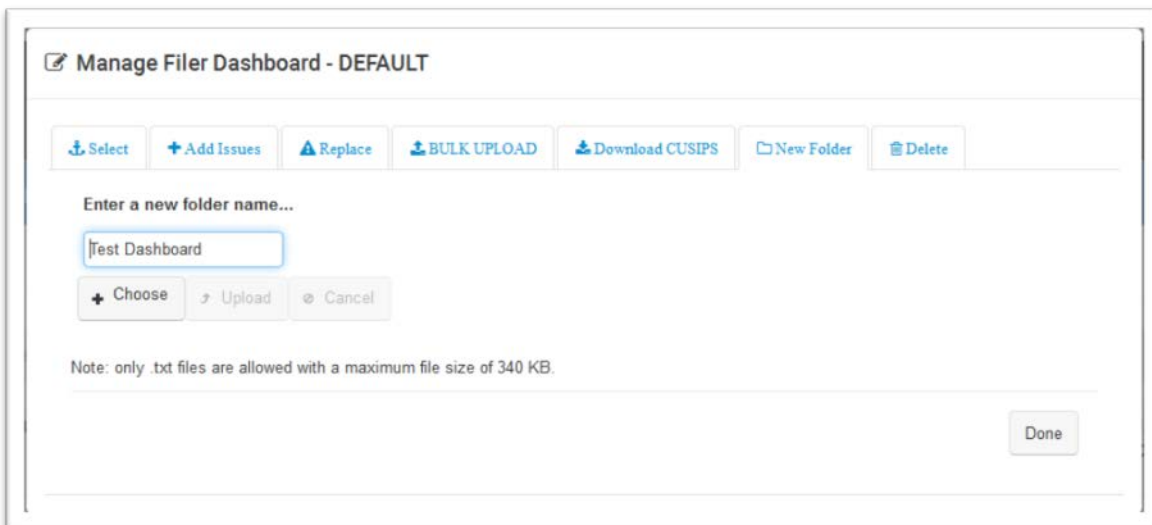 Manage Filer Dashboard - DEFAULT
Select Add Issues Replace BULK UPLOAD Download CUSIPS New Folder Delete
Enter a new folder name...
Test Dashboard
Choose Upload Cancel
Note: only .txt files are allowed with a maximum file size of 340 KB.
Done